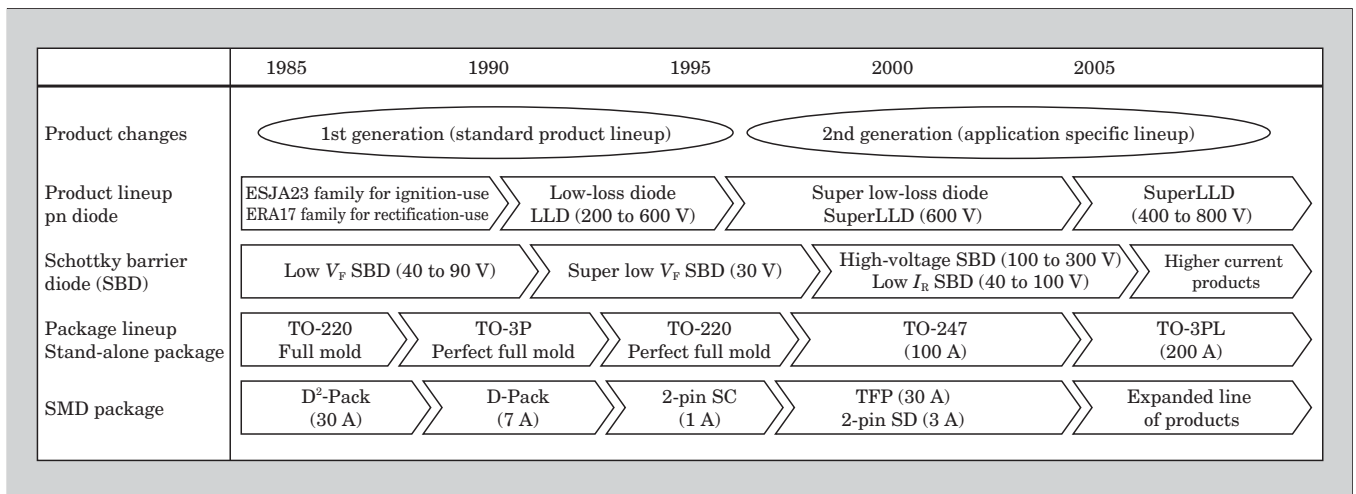 1985 1990 1995 2000 2005
Product changes
1st generation (standard product lineup)
2nd generation (application specific lineup)
Product lineup
pn diode
ESJA23 family for ignition-use
ERA17 family for rectification-use
Low-loss diode
LLD (200 to 600 V)
Super low-loss diode
SuperLLD (600 V)
SuperLLD
(400 to 800 V)
Schottky barrier
diode (SBD)
Low VF SBD (40 to 90 V)
Super low VF SBD (30 V)
High-voltage SBD (100 to 300 V)
Low IR SBD (40 to 100 V)
Higher current
products
Package lineup
Stand-alone package
TO-220
Full mold
TO-3P
Perfect full mold
TO-220
Perfect full mold
TO-247
(100 A)
TO-3PL
(200 A)
SMD package
D²-Pack
(30 A)
D-Pack
(7 A)
2-pin SC
(1 A)
TFP (30 A)
2-pin SD (3 A)
Expanded line
of products